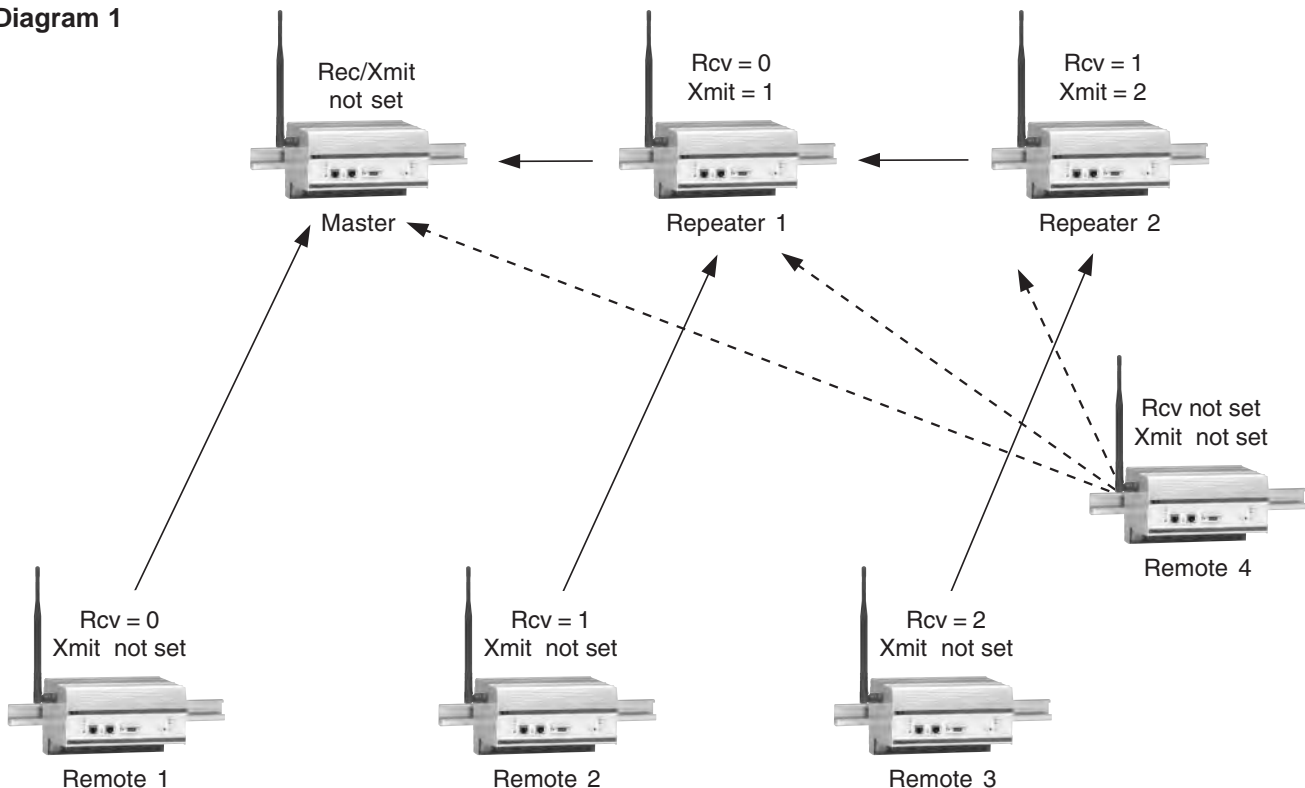 Diagram 1
Rec/Xmit
not set
Master
Rcv = 0
Xmit = 1
Repeater 1
Rcv = 1
Xmit = 2
Repeater 2
Rcv not set
Xmit not set
Remote 4
Rcv = 0
Xmit not set
Remote 1
Rcv = 1
Xmit not set
Remote 2
Rcv = 2
Xmit not set
Remote 3